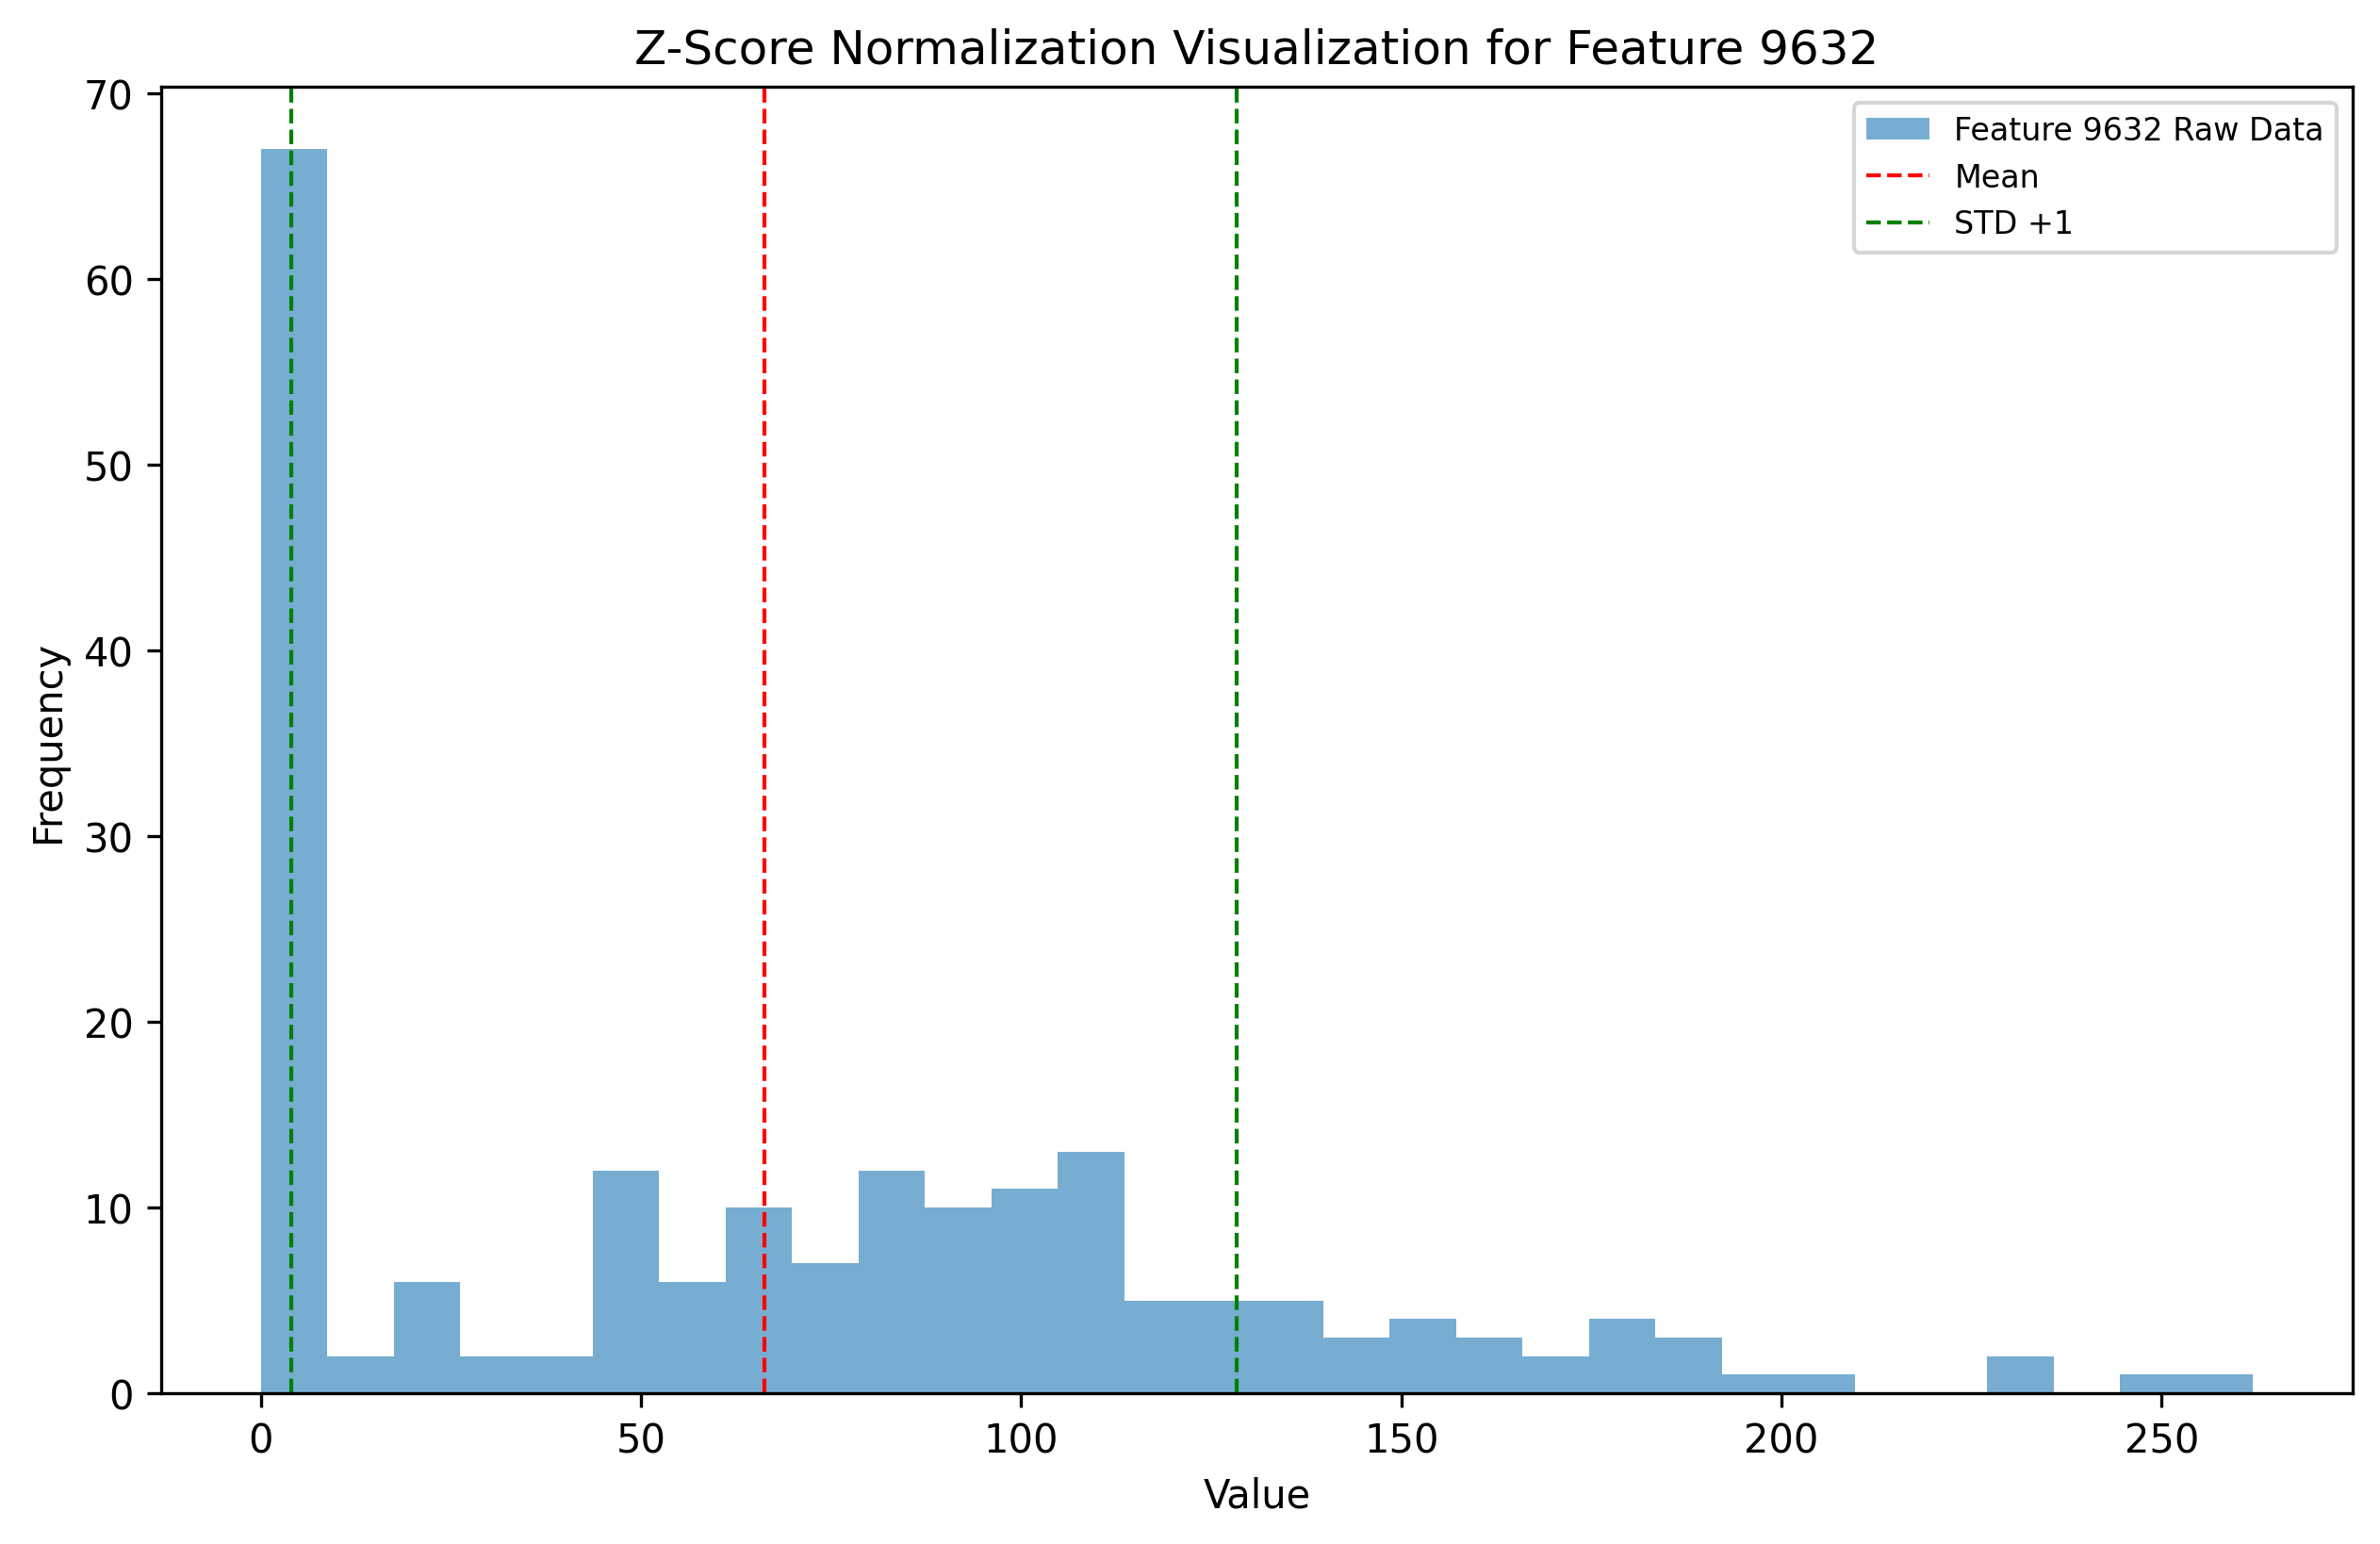 Z-Score Normalization Visualization for Feature 9632
Feature 9632 Raw Data
Mean
STD +1
70
60
50
40
30
20
10
0
Frequency
0 50 100 150 200 250
Value